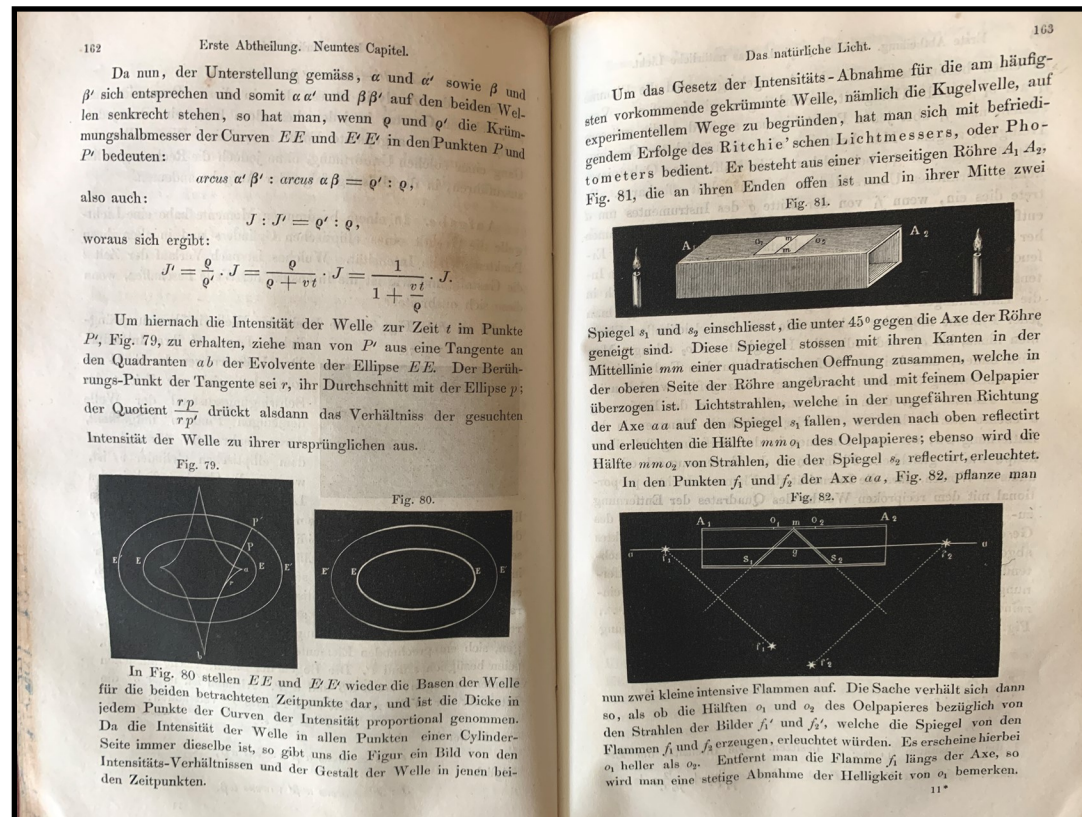 162
Erste Abtheilung. Neuntes Capitel.
Da nun, der Unterstellung gemäss, α und α' sowie β und
β' sich entsprechen und somit α α' und β β' auf den beiden Wel-
len senkrecht stehen, so hat man, wenn ϱ und ϱ' die Krüm-
mungshalbmesser der Curven EE und E'E' in den Punkten P und
P' bedeuten:
arcus α' β' : arcus α β = ϱ' : ϱ,
also auch:
J : J' = ϱ' : ϱ,
woraus sich ergibt:
J' = ϱ/ϱ' . J = ϱ/(ϱ + vt) . J = 1/(1 + vt/ϱ) . J.
Um hiernach die Intensität der Welle zur Zeit t im Punkte
P', Fig. 79, zu erhalten, ziehe man von P' aus eine Tangente an
den Quadranten ab der Evolvente der Ellipse EE. Der Berüh-
rungs-Punkt der Tangente sei r, ihr Durchschnitt mit der Ellipse p;
der Quotient rp/rp' drückt alsdann das Verhältniss der gesuchten
Intensität der Welle zu ihrer ursprünglichen aus.
Fig. 79.
P'
P
E'
E
a
E
E'
r
b
Fig. 80.
E'
E
E
E'
In Fig. 80 stellen EE und E'E' wieder die Basen der Welle
für die beiden betrachteten Zeitpunkte dar, und ist die Dicke in
jedem Punkte der Curven der Intensität proportional genommen.
Da die Intensität der Welle in allen Punkten einer Cylinder-
Seite immer dieselbe ist, so gibt uns die Figur ein Bild von den
Intensitäts-Verhältnissen und der Gestalt der Welle in jenen bei-
den Zeitpunkten.
Das natürliche Licht.
163
Um das Gesetz der Intensitäts-Abnahme für die am häufig-
sten vorkommende gekrümmte Welle, nämlich die Kugelwelle, auf
experimentellem Wege zu begründen, hat man sich mit befriedi-
gendem Erfolge des Ritchie'schen Lichtmessers, oder Pho-
tometers bedient. Er besteht aus einer vierseitigen Röhre A₁ A₂,
Fig. 81, die an ihren Enden offen ist und in ihrer Mitte zwei
Fig. 81.
A₁
o₁
m
m
o₂
A₂
Spiegel s₁ und s₂ einschliesst, die unter 45⁰ gegen die Axe der Röhre
geneigt sind. Diese Spiegel stossen mit ihren Kanten in der
Mittellinie mm einer quadratischen Oeffnung zusammen, welche in
der oberen Seite der Röhre angebracht und mit feinem Oelpapier
überzogen ist. Lichtstrahlen, welche in der ungefähren Richtung
der Axe aa auf den Spiegel s₁ fallen, werden nach oben reflectirt
und erleuchten die Hälfte mmo₁ des Oelpapieres; ebenso wird die
Hälfte mmo₂ von Strahlen, die der Spiegel s₂ reflectirt, erleuchtet.
In den Punkten f₁ und f₂ der Axe aa, Fig. 82, pflanze man
Fig. 82.
A₁
o₁
m
o₂
A₂
a
f₁
s₁
g
s₂
f₂
a
f₁'
f₂'
nun zwei kleine intensive Flammen auf. Die Sache verhält sich dann
so, als ob die Hälften o₁ und o₂ des Oelpapieres bezüglich von
den Strahlen der Bilder f₁' und f₂', welche die Spiegel von den
Flammen f₁ und f₂ erzeugen, erleuchtet würden. Es erscheine hierbei
o₁ heller als o₂. Entfernt man die Flamme f₁ längs der Axe, so
wird man eine stetige Abnahme der Helligkeit von o₁ bemerken.
11*